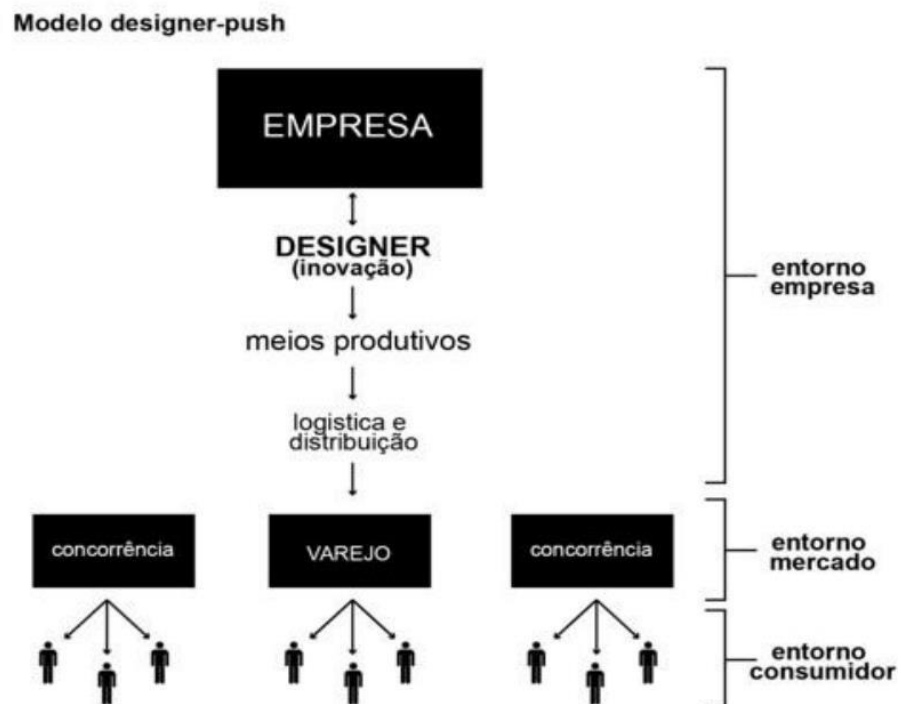 Modelo designer-push
EMPRESA
DESIGNER
(inovação)
entorno
empresa
meios produtivos
logistica e
distribuição
concorrência
VAREJO
concorrência
entorno
mercado
entorno
consumidor